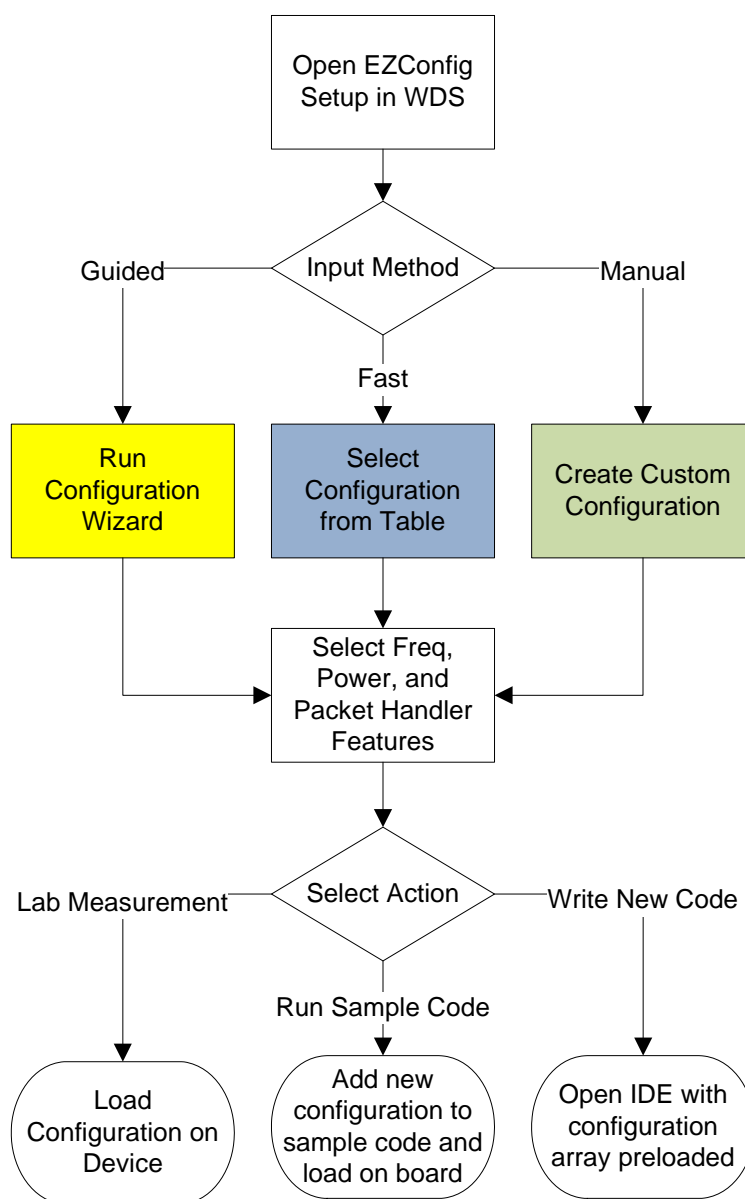 Open EZConfig
Setup in WDS
Input Method
Guided
Manual
Fast
Run
Configuration
Wizard
Select
Configuration
from Table
Create Custom
Configuration
Select Freq,
Power, and
Packet Handler
Features
Select Action
Lab Measurement
Write New Code
Run Sample Code
Load
Configuration on
Device
Add new
configuration to
sample code and
load on board
Open IDE with
configuration
array preloaded